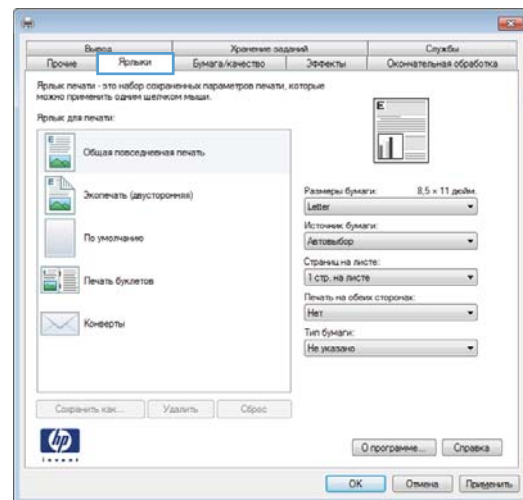 Вывод Хранение заданий Службы
Прочие Ярлыки Бумага/качество Эффекты Окончательная обработка
Ярлык печати - это набор сохраненных параметров печати, которые
можно применить одним шелчком мыши.
Ярлык для печати:
E
Общая повседневная печать
Экопечать (двусторонняя)
По умолчанию
Печать буклетов
Конверты
E
Размеры бумаги: 8,5 × 11 дюйм.
Letter
Источник бумаги:
Автовыбор
Страниц на листе:
1 стр. на листе
Печать на обеих сторонах:
Нет
Тип бумаги:
Не указано
Сохранить как... Удалить Сброс
hp
invent
О программе... Справка
OK Отмена Применить